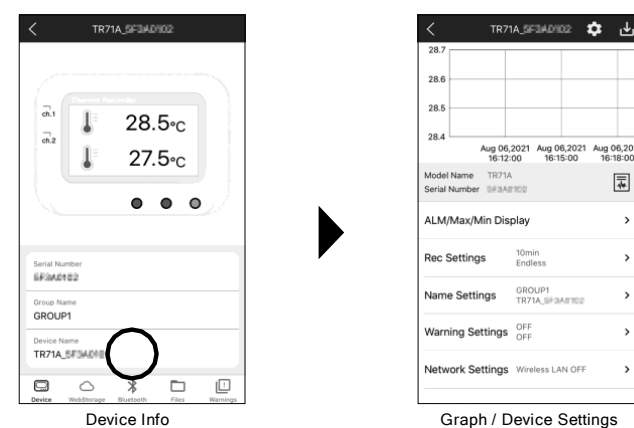 TR71A_
Thermo Recorder
ch.1
28.5°C
ch.2
27.5°C
Serial Number
Group Name
GROUP1
Device Name
TR71A_
Device WebStorage Bluetooth Files Warnings
Device Info
TR71A_
28.7
28.6
28.5
28.4
Aug 06,2021 Aug 06,2021 Aug 06,20
16:12:00 16:15:00 16:18:00
Model Name TR71A
Serial Number
ALM/Max/Min Display
Rec Settings 10min
Endless
Name Settings GROUP1
TR71A_
Warning Settings OFF
OFF
Network Settings Wireless LAN OFF
Graph / Device Settings